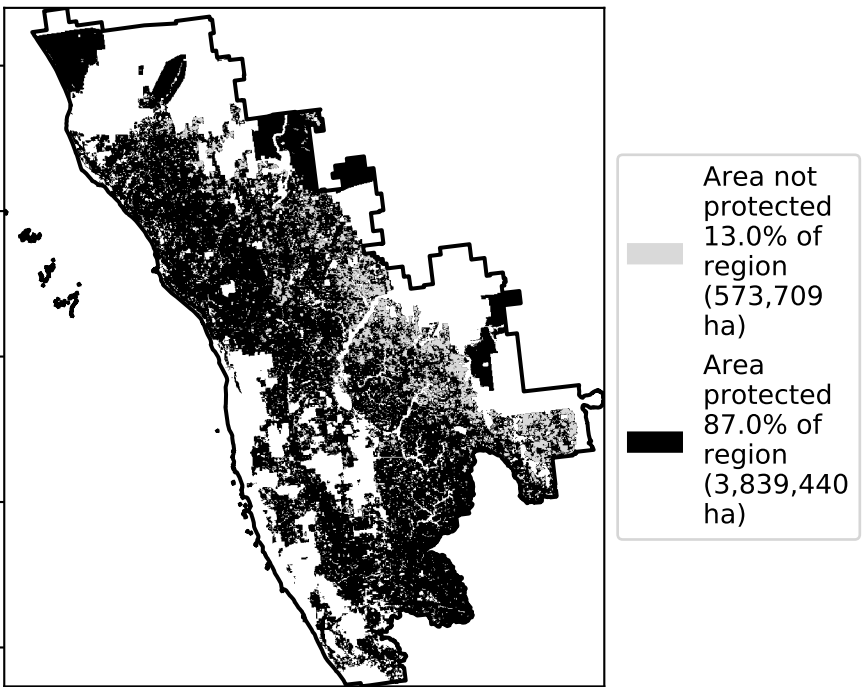 Area not
protected
13.0% of
region
(573,709
ha)
Area
protected
87.0% of
region
(3,839,440
ha)